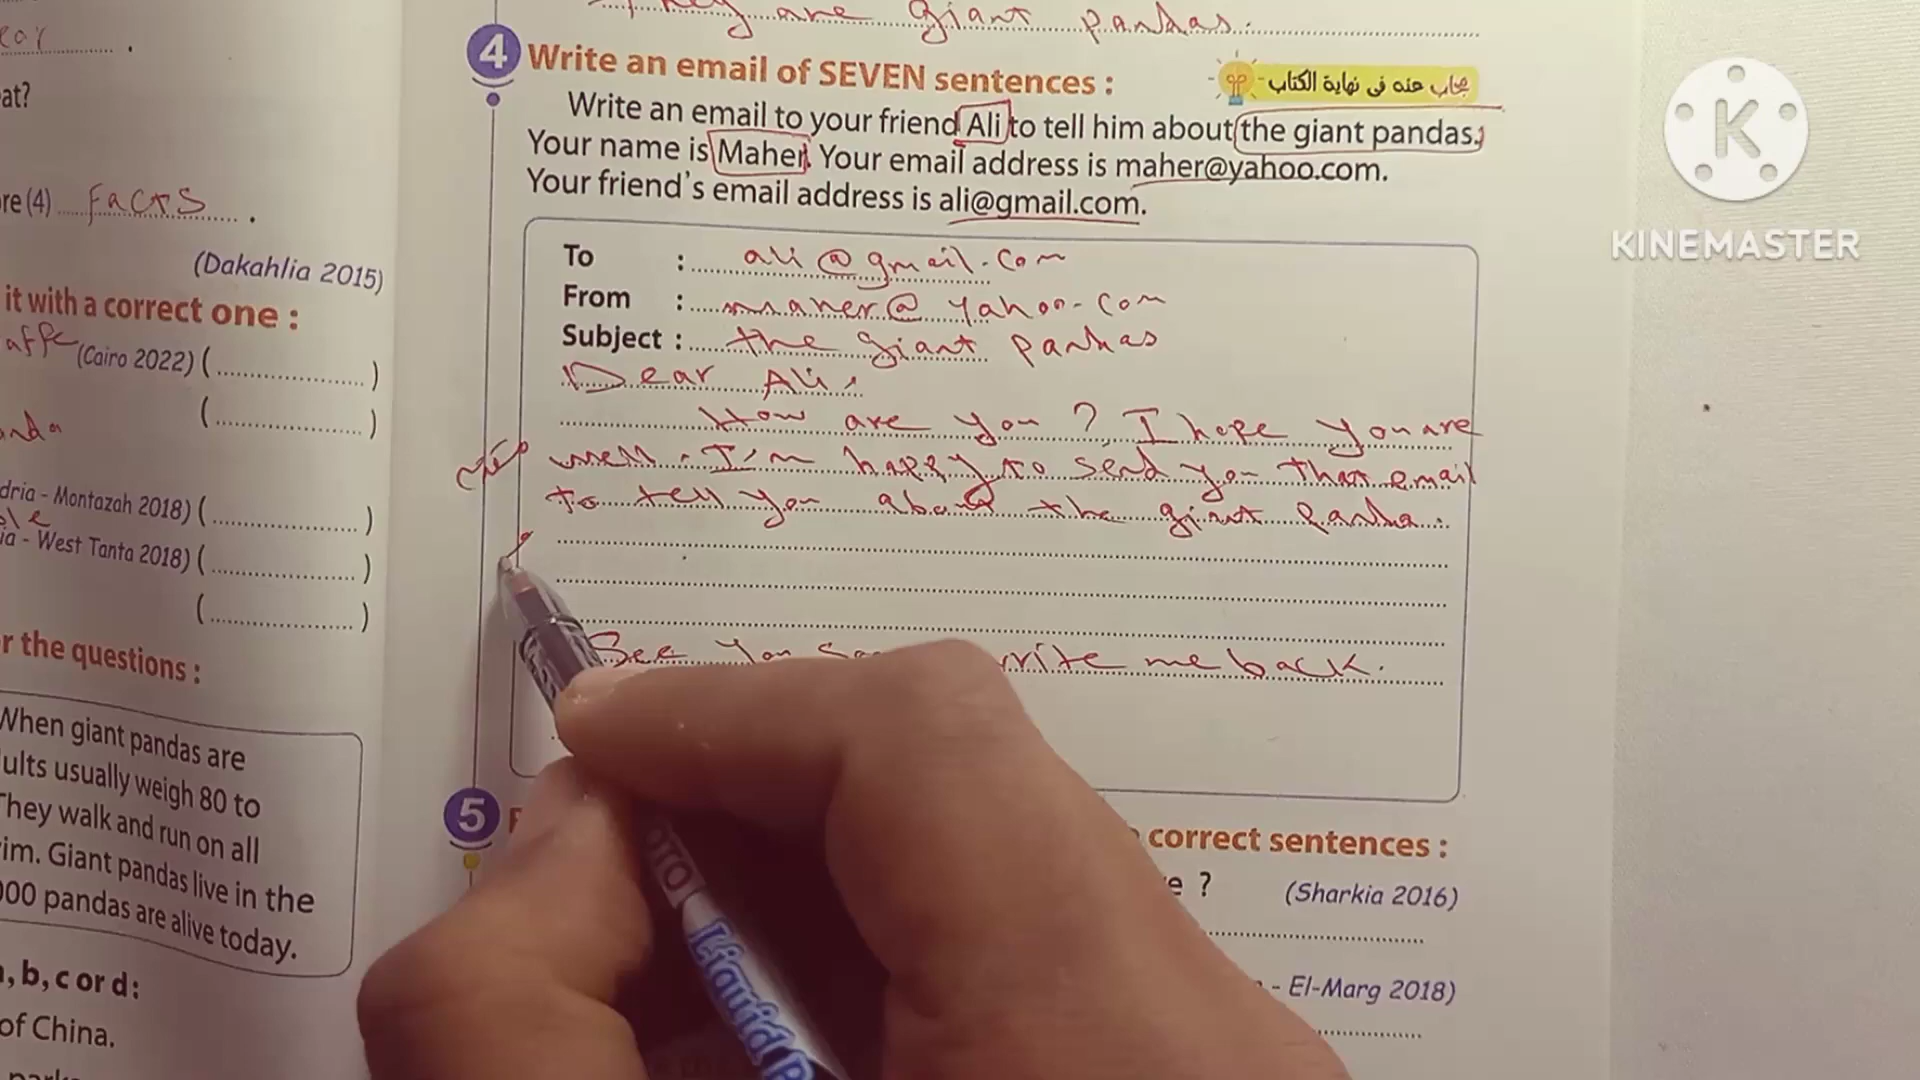 They are giant pandas.
ear .
at?
re (4) Facts .
(Dakahlia 2015)
it with a correct one :
affe (Cairo 2022) ( )
( )
dria - Montazah 2018) ( )
ia - West Tanta 2018) ( )
( )
r the questions :
When giant pandas are
ults usually weigh 80 to
They walk and run on all
im. Giant pandas live in the
000 pandas are alive today.
, b, c or d :
of China.
4 Write an email of SEVEN sentences :
مجاب عنه فى نهاية الكتاب
Write an email to your friend Ali to tell him about the giant pandas.
Your name is Maher. Your email address is maher@yahoo.com.
Your friend's email address is ali@gmail.com.
To : ali@gmail.com
From : maher@yahoo.com
Subject : the giant pandas
Dear Ali,
How are you? I hope you are
well. I'm happy to send you that email
to tell you about the giant panda.
See you write me back.
5
correct sentences :
e ? (Sharkia 2016)
- El-Marg 2018)
K
KINEMASTER
OTTO Liquid